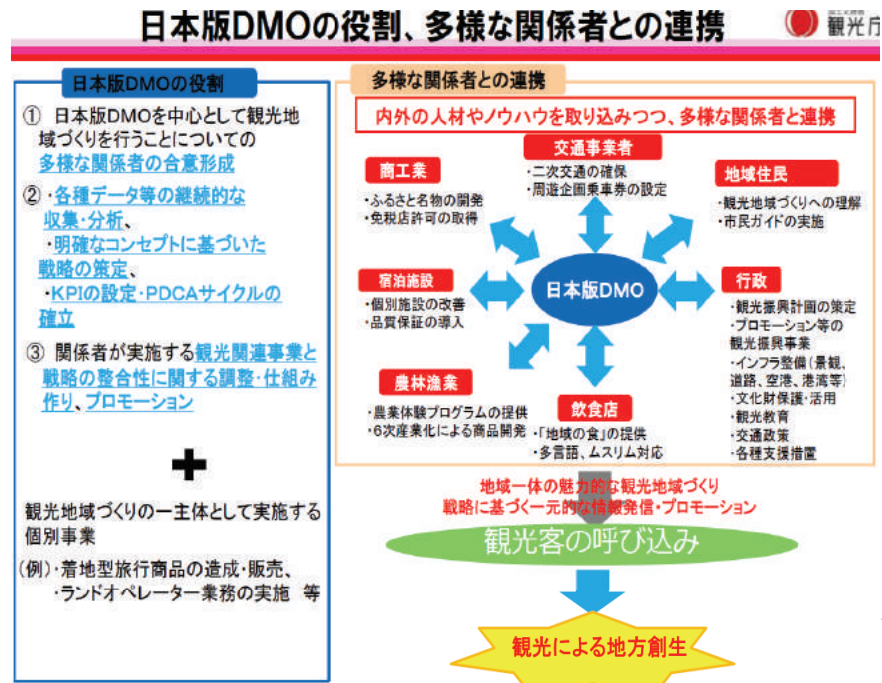 日本版DMOの役割、多様な関係者との連携
観光庁
日本版DMOの役割
① 日本版DMOを中心として観光地
域づくりを行うことについての
多様な関係者の合意形成
②・各種データ等の継続的な
収集・分析、
・明確なコンセプトに基づいた
戦略の策定、
・KPIの設定・PDCAサイクルの
確立
③ 関係者が実施する観光関連事業と
戦略の整合性に関する調整・仕組み
作り、プロモーション
+
観光地域づくりの一主体として実施する
個別事業
(例)・着地型旅行商品の造成・販売、
・ランドオペレーター業務の実施 等
多様な関係者との連携
内外の人材やノウハウを取り込みつつ、多様な関係者と連携
交通事業者
・二次交通の確保
・周遊企画乗車券の設定
商工業
・ふるさと名物の開発
・免税店許可の取得
地域住民
・観光地域づくりへの理解
・市民ガイドの実施
宿泊施設
・個別施設の改善
・品質保証の導入
日本版DMO
行政
・観光振興計画の策定
・プロモーション等の
観光振興事業
・インフラ整備(景観、
道路、空港、港湾等)
・文化財保護・活用
・観光教育
・交通政策
・各種支援措置
農林漁業
・農業体験プログラムの提供
・6次産業化による商品開発
飲食店
・「地域の食」の提供
・多言語、ムスリム対応
地域一体の魅力的な観光地域づくり
戦略に基づく一元的な情報発信・プロモーション
観光客の呼び込み
観光による地方創生